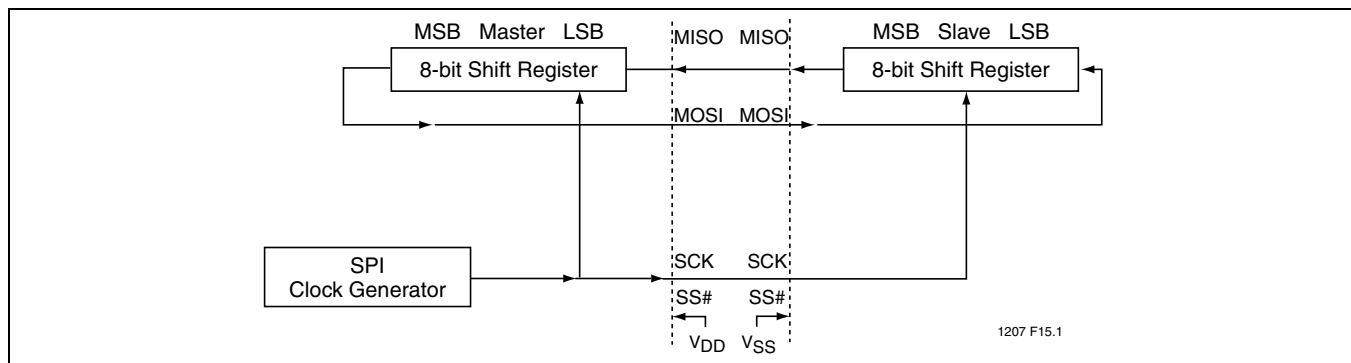 MSB Master LSB
MISO MISO
MSB Slave LSB
8-bit Shift Register
8-bit Shift Register
MOSI MOSI
SPI
Clock Generator
SCK SCK
SS# SS#
VDD VSS
1207 F15.1